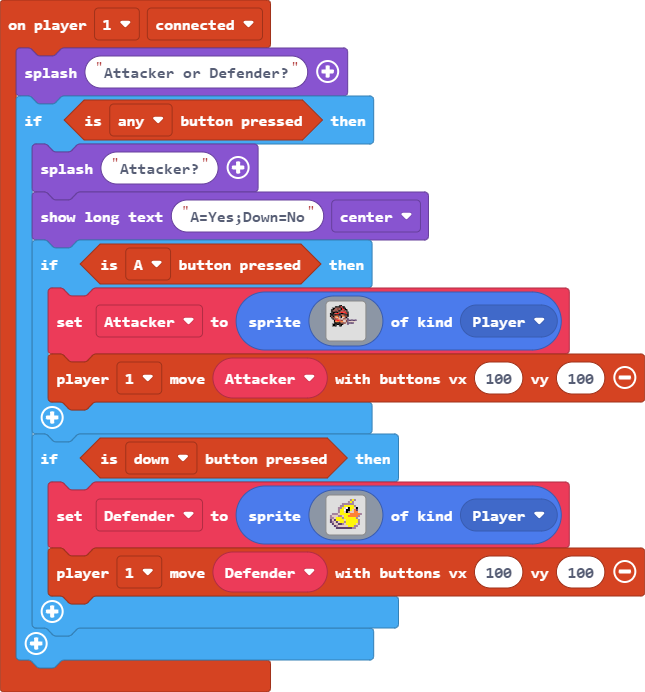 on player 1 connected
splash "Attacker or Defender?"
if is any button pressed then
splash "Attacker?"
show long text "A=Yes;Down=No" center
if is A button pressed then
set Attacker to sprite of kind Player
player 1 move Attacker with buttons vx 100 vy 100
if is down button pressed then
set Defender to sprite of kind Player
player 1 move Defender with buttons vx 100 vy 100